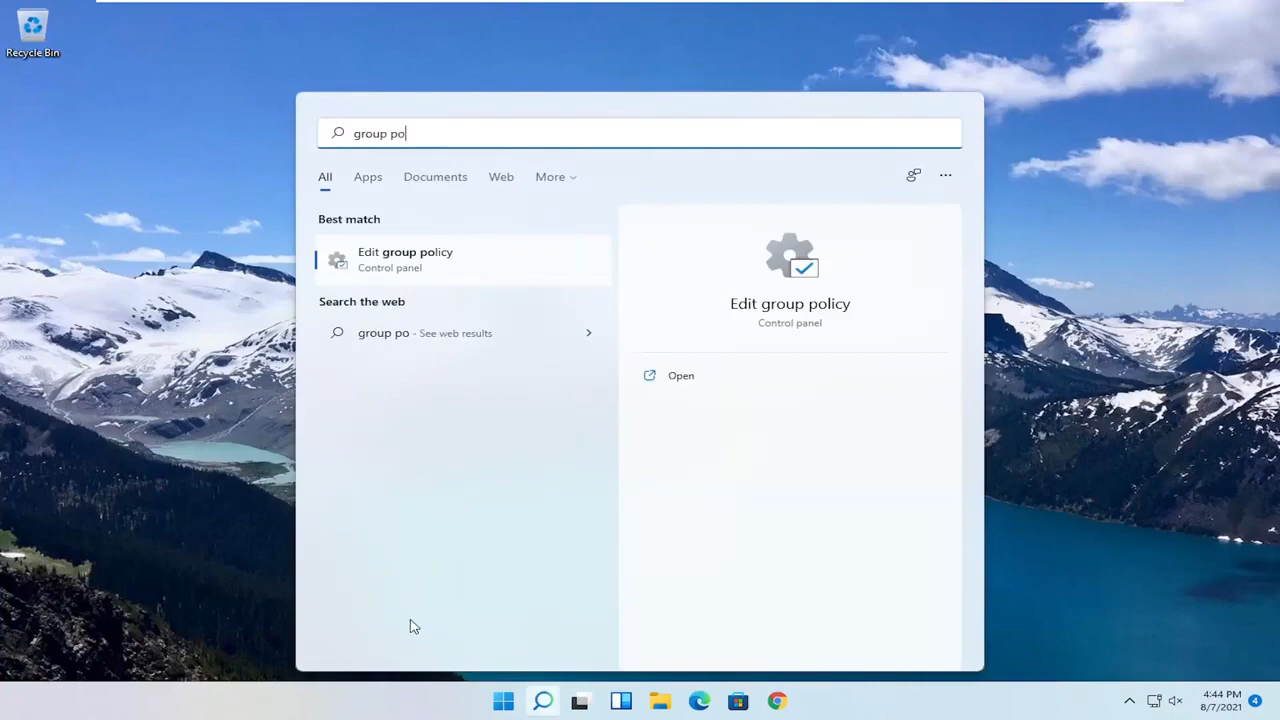 Recycle Bin
group po
All Apps Documents Web More
Best match
Edit group policy
Control panel
Search the web
group po - See web results
Edit group policy
Control panel
Open
4:44 PM
8/7/2021
4